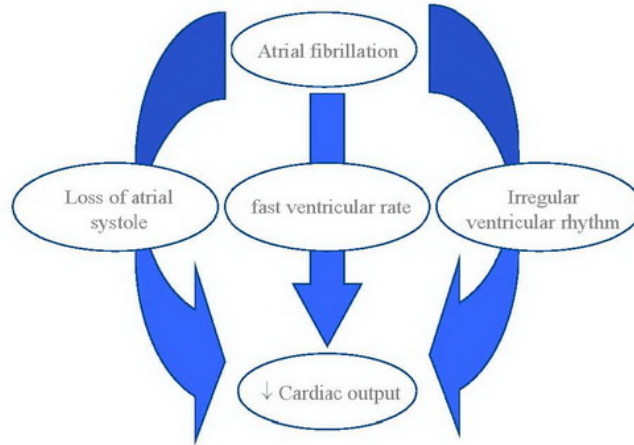 Atrial fibrillation
Loss of atrial
systole
fast ventricular rate
Irregular
ventricular rhythm
↓ Cardiac output